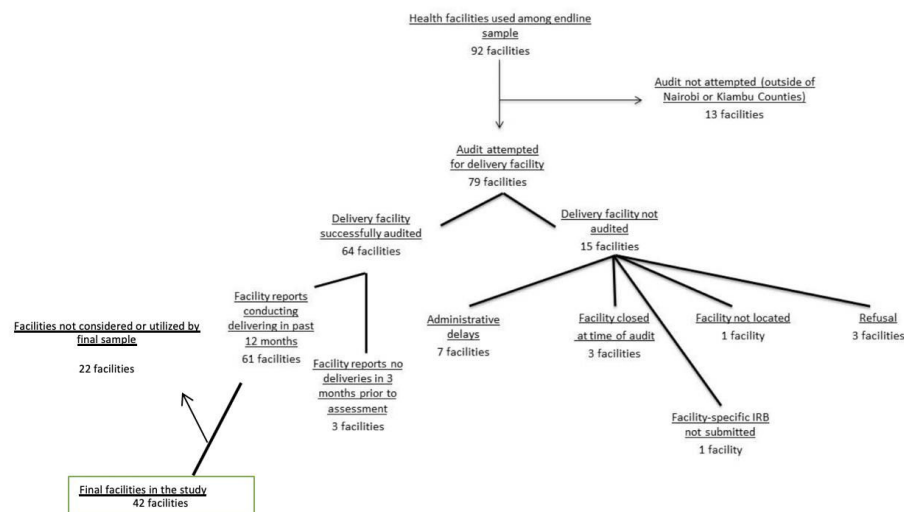 Health facilities used among endline
sample
92 facilities
Audit not attempted (outside of
Nairobi or Kiambu Counties)
13 facilities
Audit attempted
for delivery facility
79 facilities
Delivery facility
successfully audited
64 facilities
Delivery facility not
audited
15 facilities
Facility reports
conducting
delivering in past
12 months
61 facilities
Facility reports no
deliveries in 3
months prior to
assessment
3 facilities
Administrative
delays
7 facilities
Facility closed
at time of audit
3 facilities
Facility not located
1 facility
Refusal
3 facilities
Facility-specific IRB
not submitted
1 facility
Facilities not considered or utilized by
final sample
22 facilities
Final facilities in the study
42 facilities